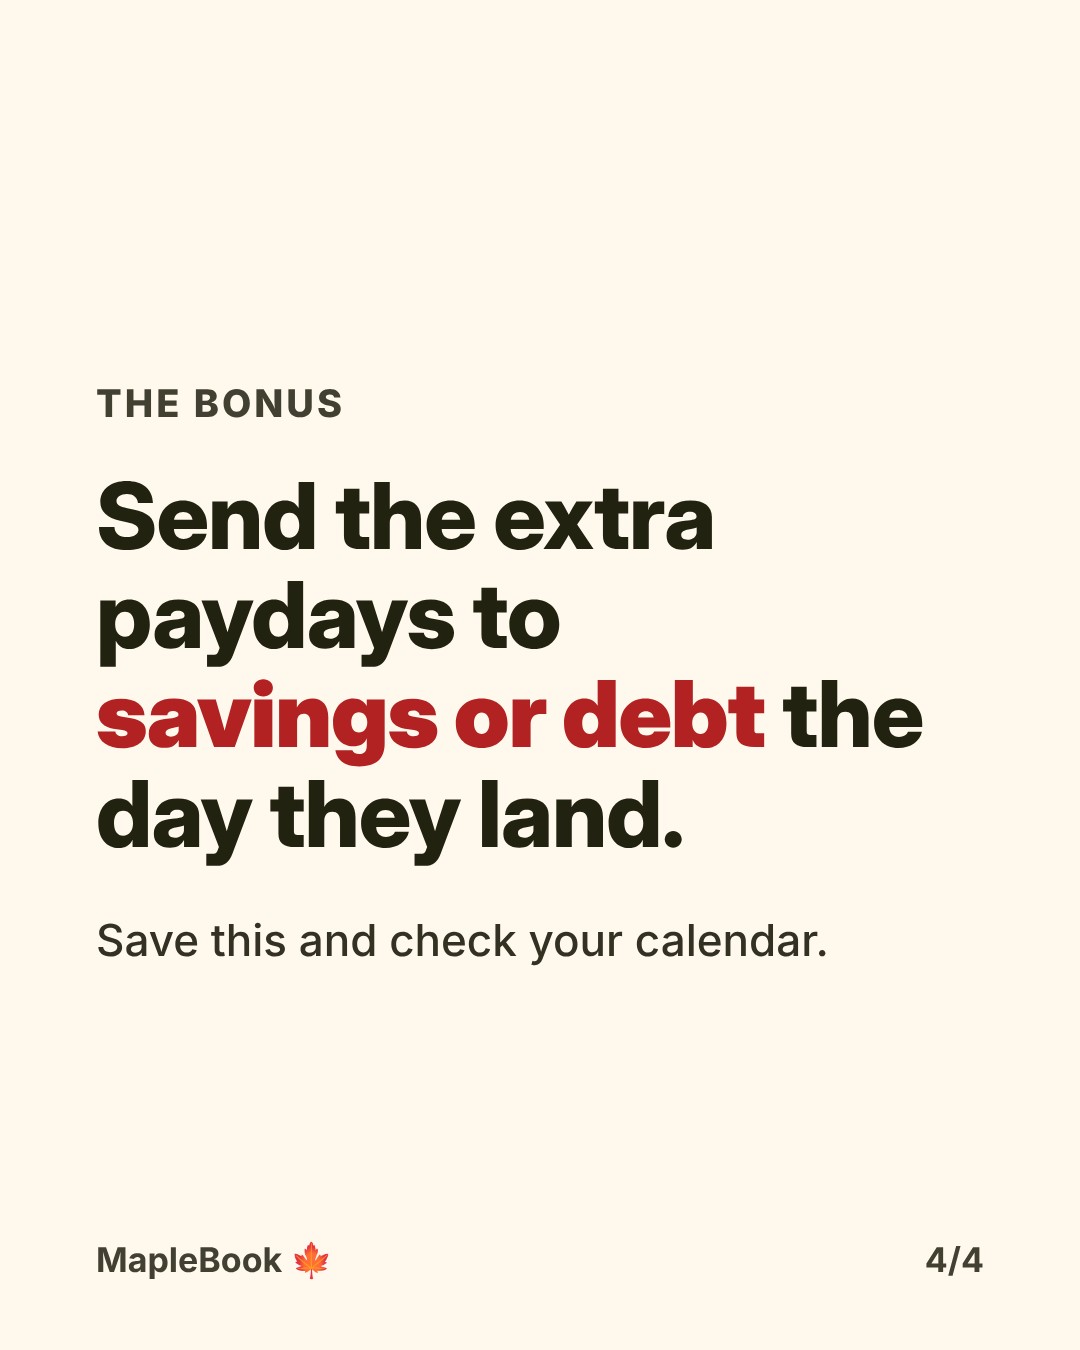 THE BONUS
Send the extra
paydays to
savings or debt the
day they land.
Save this and check your calendar.
MapleBook 🍁
4/4